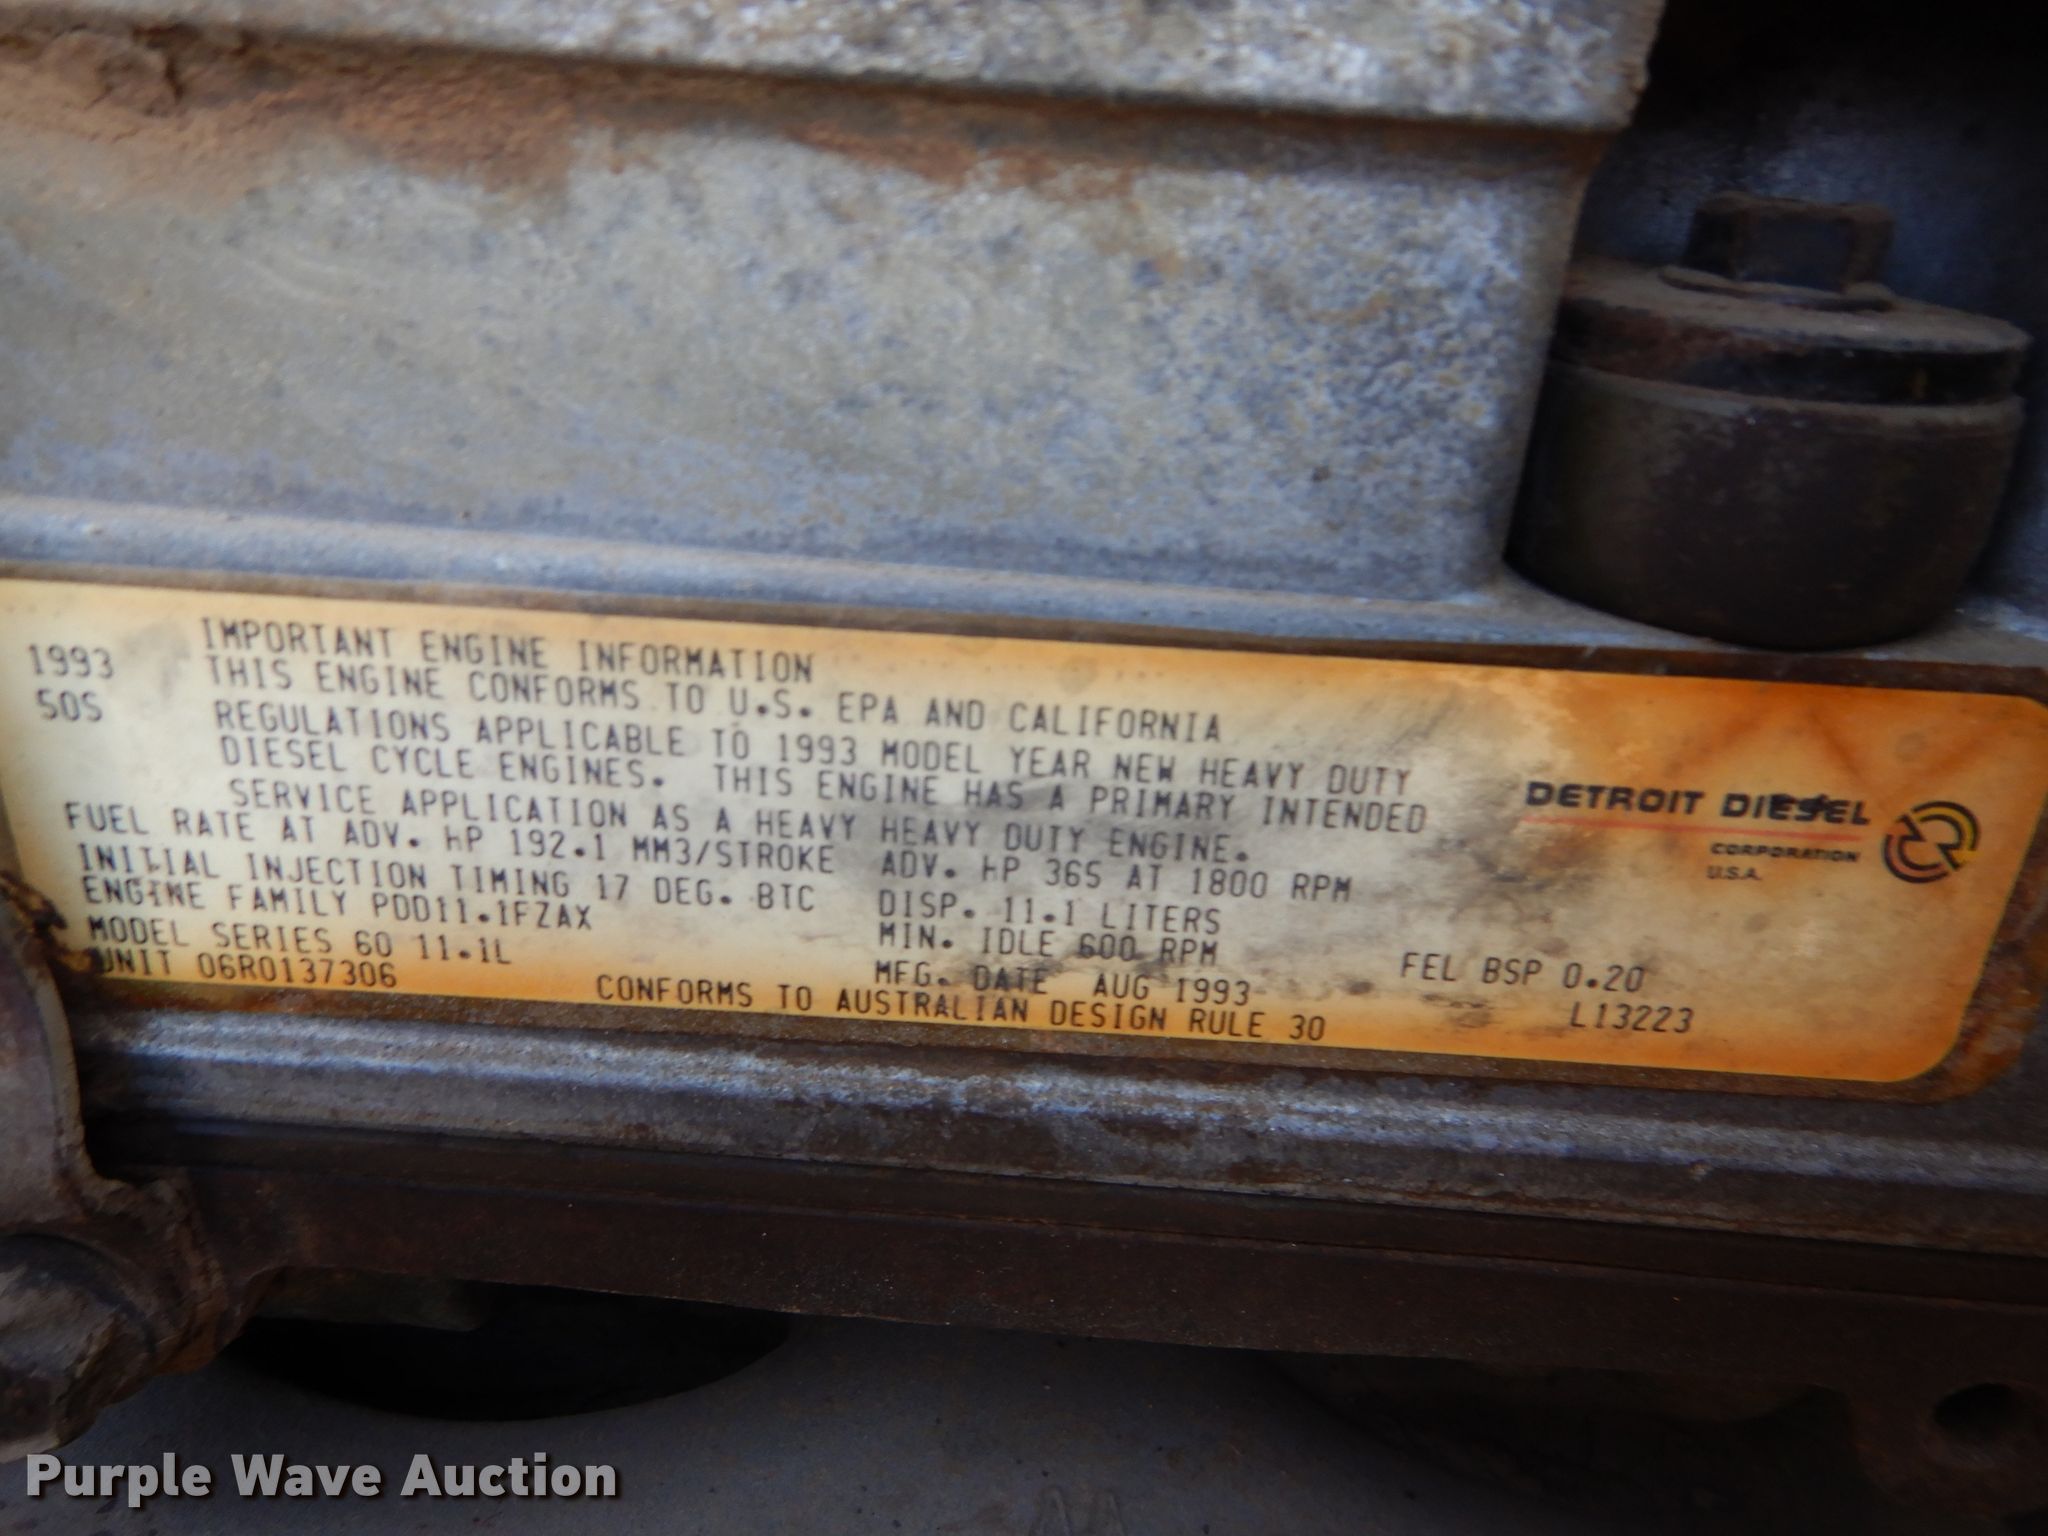 1993
50S
IMPORTANT ENGINE INFORMATION
THIS ENGINE CONFORMS TO U.S. EPA AND CALIFORNIA
REGULATIONS APPLICABLE TO 1993 MODEL YEAR NEW HEAVY DUTY
DIESEL CYCLE ENGINES. THIS ENGINE HAS A PRIMARY INTENDED
SERVICE APPLICATION AS A HEAVY HEAVY DUTY ENGINE.
FUEL RATE AT ADV. HP 192.1 MM3/STROKE ADV. HP 365 AT 1800 RPM
INITIAL INJECTION TIMING 17 DEG. BTC DISP. 11.1 LITERS
ENGINE FAMILY PDD11.1FZAX MIN. IDLE 600 RPM FEL BSP 0.20
MODEL SERIES 60 11.1L MFG. DATE AUG 1993 L13223
UNIT 06R0137306 CONFORMS TO AUSTRALIAN DESIGN RULE 30
DETROIT DIESEL
CORPORATION
U.S.A.
Purple Wave Auction